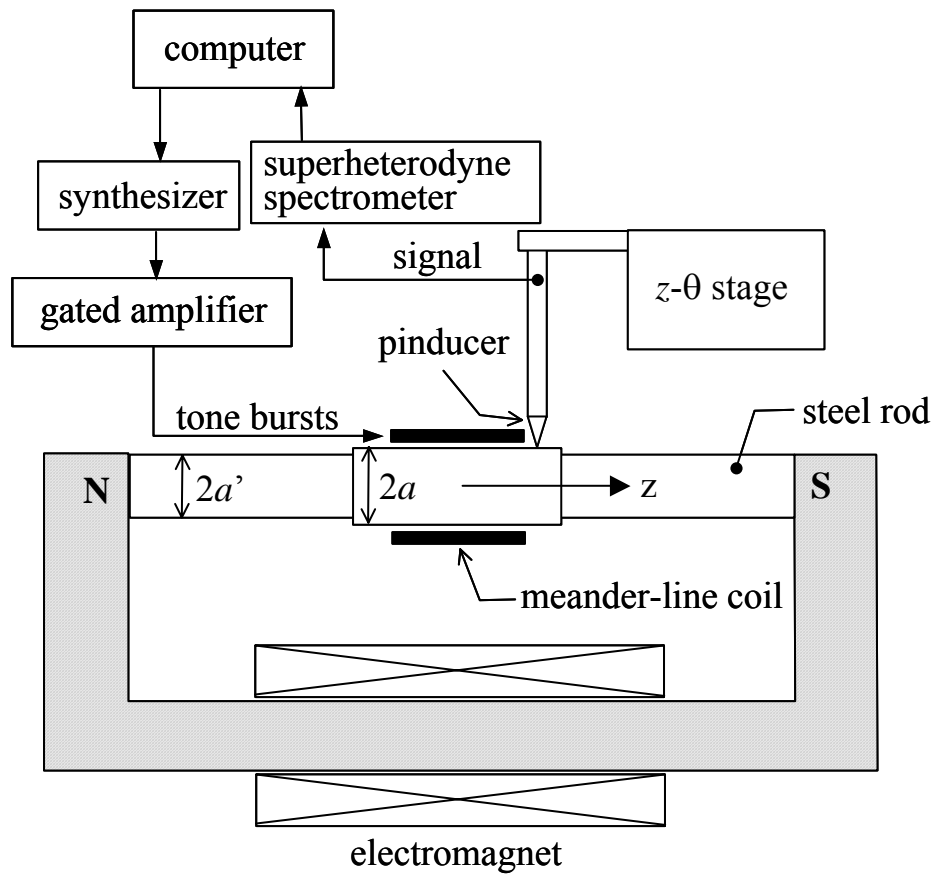 computer
superheterodyne
spectrometer
synthesizer
signal
z-θ stage
gated amplifier
pinducer
tone bursts
steel rod
N
2a’
2a
z
S
meander-line coil
electromagnet